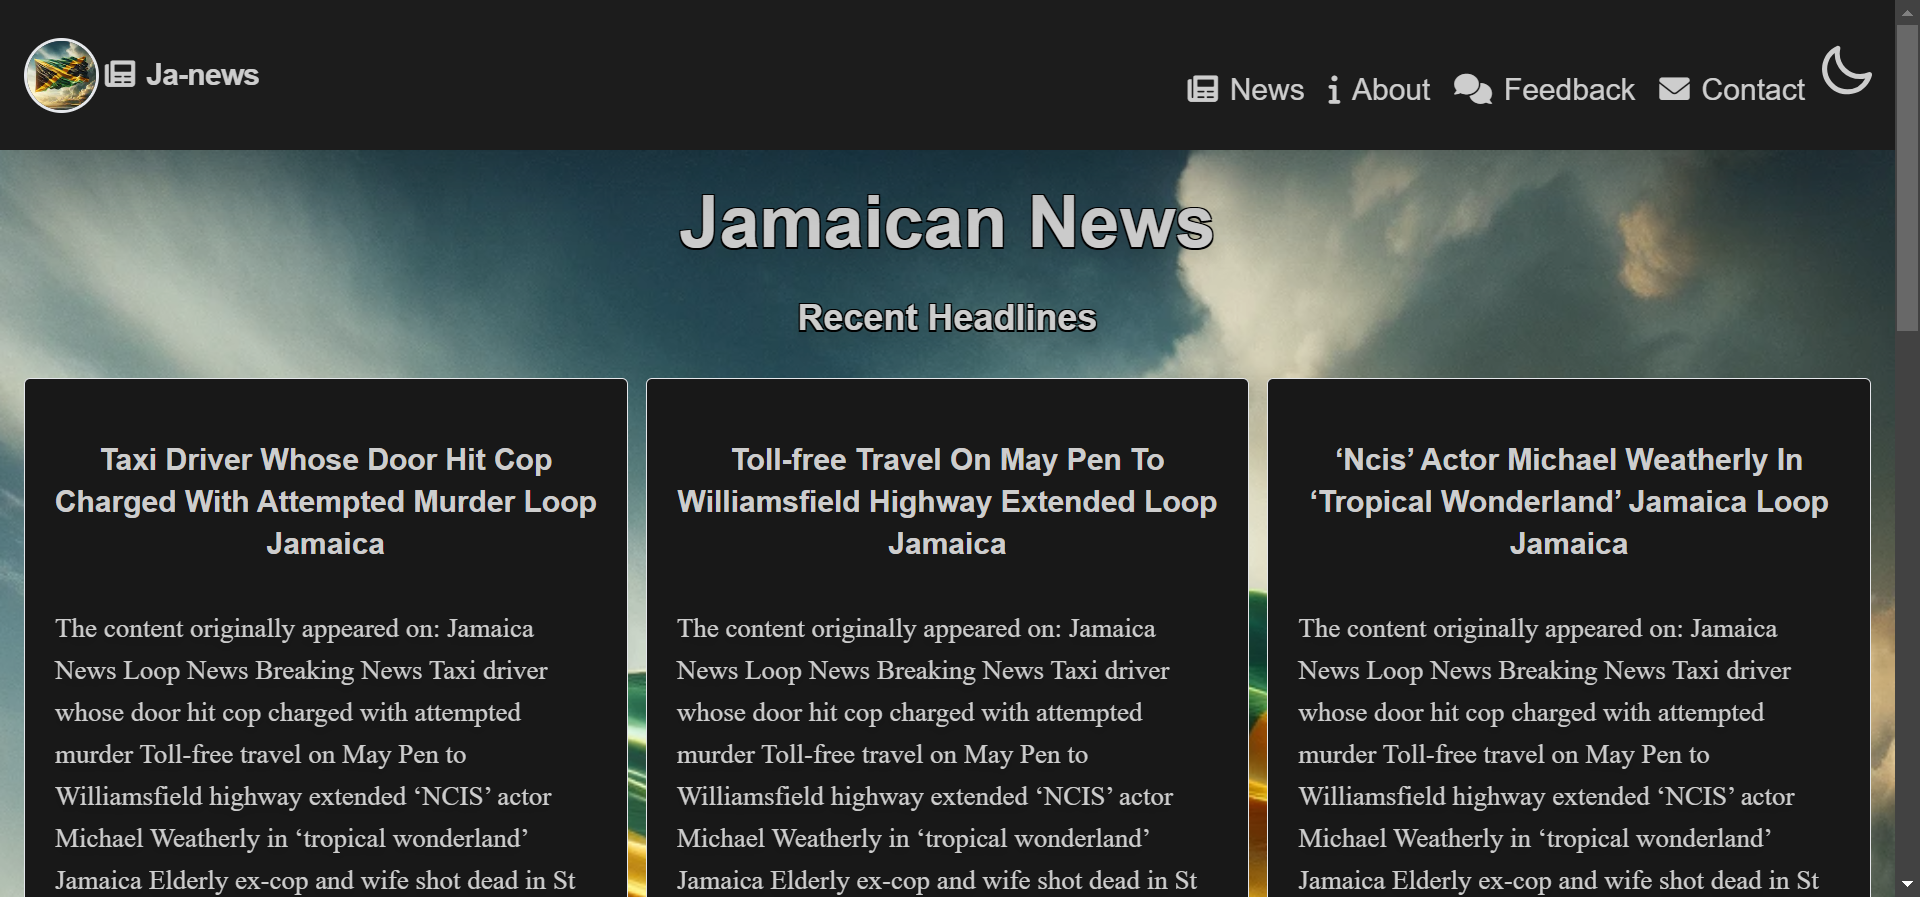 Ja-news
News
About
Feedback
Contact
Jamaican News
Recent Headlines
Taxi Driver Whose Door Hit Cop
Charged With Attempted Murder Loop
Jamaica
The content originally appeared on: Jamaica
News Loop News Breaking News Taxi driver
whose door hit cop charged with attempted
murder Toll-free travel on May Pen to
Williamsfield highway extended ‘NCIS’ actor
Michael Weatherly in ‘tropical wonderland’
Jamaica Elderly ex-cop and wife shot dead in St
Toll-free Travel On May Pen To
Williamsfield Highway Extended Loop
Jamaica
The content originally appeared on: Jamaica
News Loop News Breaking News Taxi driver
whose door hit cop charged with attempted
murder Toll-free travel on May Pen to
Williamsfield highway extended ‘NCIS’ actor
Michael Weatherly in ‘tropical wonderland’
Jamaica Elderly ex-cop and wife shot dead in St
‘Ncis’ Actor Michael Weatherly In
‘Tropical Wonderland’ Jamaica Loop
Jamaica
The content originally appeared on: Jamaica
News Loop News Breaking News Taxi driver
whose door hit cop charged with attempted
murder Toll-free travel on May Pen to
Williamsfield highway extended ‘NCIS’ actor
Michael Weatherly in ‘tropical wonderland’
Jamaica Elderly ex-cop and wife shot dead in St